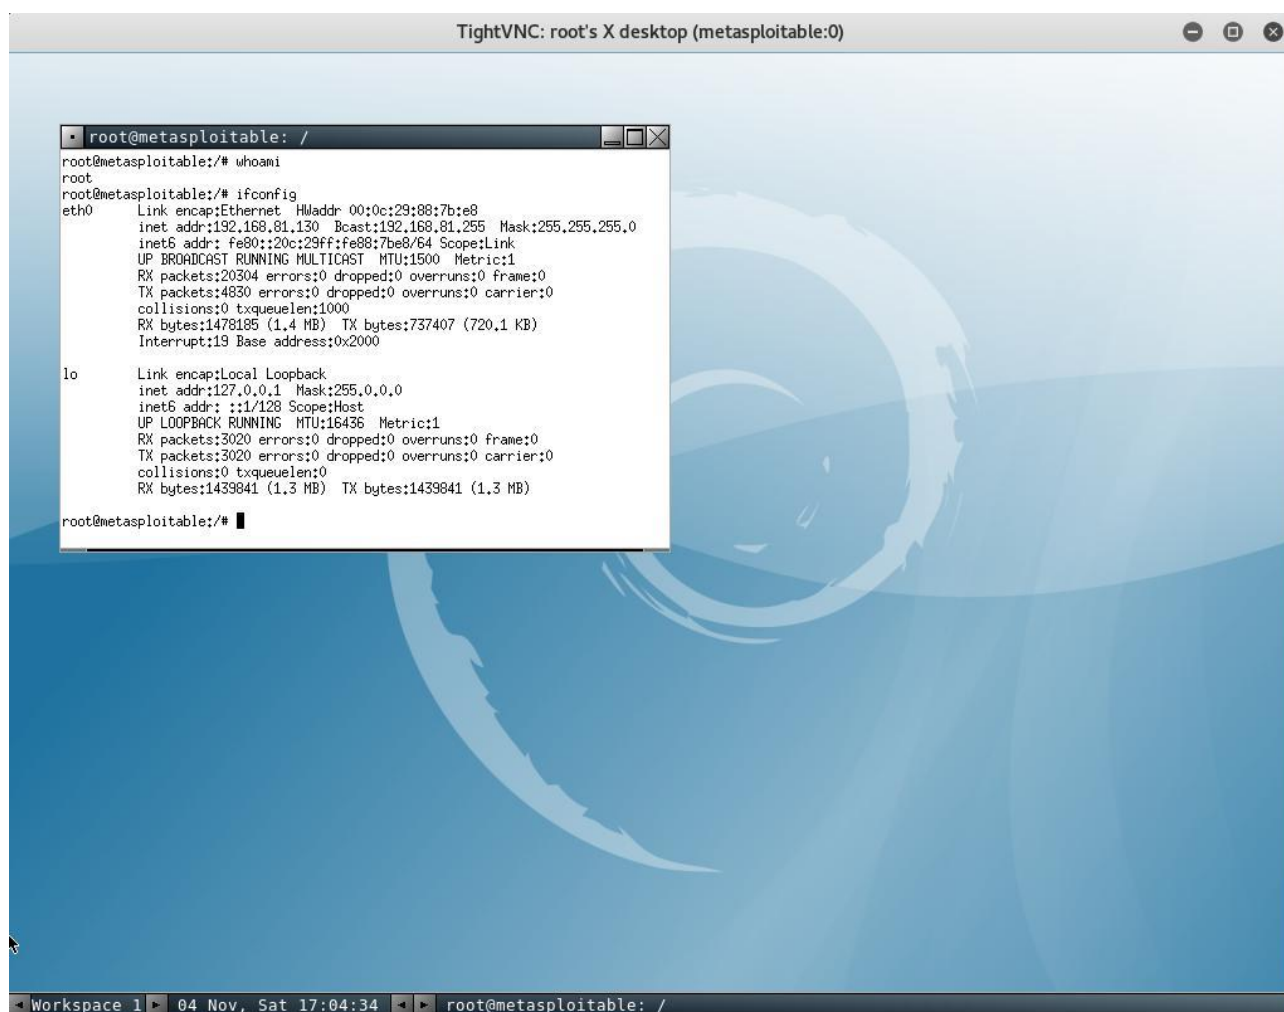 TightVNC: root's X desktop (metasploitable:0)
root@metasploitable: /
root@metasploitable:/# whoami
root
root@metasploitable:/# ifconfig
eth0 Link encap:Ethernet HWaddr 00:0c:29:88:7b:e8
inet addr:192.168.81.130 Bcast:192.168.81.255 Mask:255.255.255.0
inet6 addr: fe80::20c:29ff:fe88:7be8/64 Scope:Link
UP BROADCAST RUNNING MULTICAST MTU:1500 Metric:1
RX packets:20304 errors:0 dropped:0 overruns:0 frame:0
TX packets:4830 errors:0 dropped:0 overruns:0 carrier:0
collisions:0 txqueuelen:1000
RX bytes:1478185 (1.4 MB) TX bytes:737407 (720.1 KB)
Interrupt:19 Base address:0x2000
lo Link encap:Local Loopback
inet addr:127.0.0.1 Mask:255.0.0.0
inet6 addr: ::1/128 Scope:Host
UP LOOPBACK RUNNING MTU:16436 Metric:1
RX packets:3020 errors:0 dropped:0 overruns:0 frame:0
TX packets:3020 errors:0 dropped:0 overruns:0 carrier:0
collisions:0 txqueuelen:0
RX bytes:1439841 (1.3 MB) TX bytes:1439841 (1.3 MB)
root@metasploitable:/#
Workspace 1 04 Nov, Sat 17:04:34 root@metasploitable: /